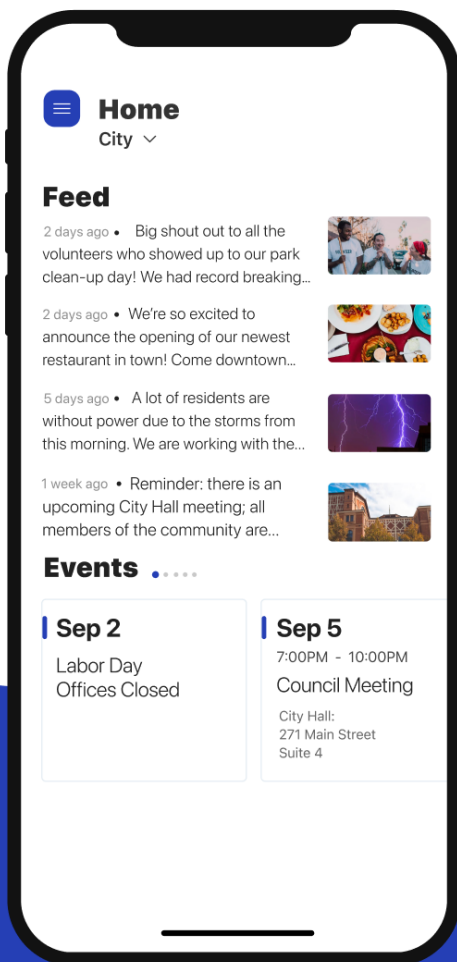 Home
City
Feed
2 days ago • Big shout out to all the
volunteers who showed up to our park
clean-up day! We had record breaking...
2 days ago • We're so excited to
announce the opening of our newest
restaurant in town! Come downtown...
5 days ago • A lot of residents are
without power due to the storms from
this morning. We are working with the...
1 week ago • Reminder: there is an
upcoming City Hall meeting; all
members of the community are...
Events
Sep 2
Labor Day
Offices Closed
Sep 5
7:00PM - 10:00PM
Council Meeting
City Hall:
271 Main Street
Suite 4